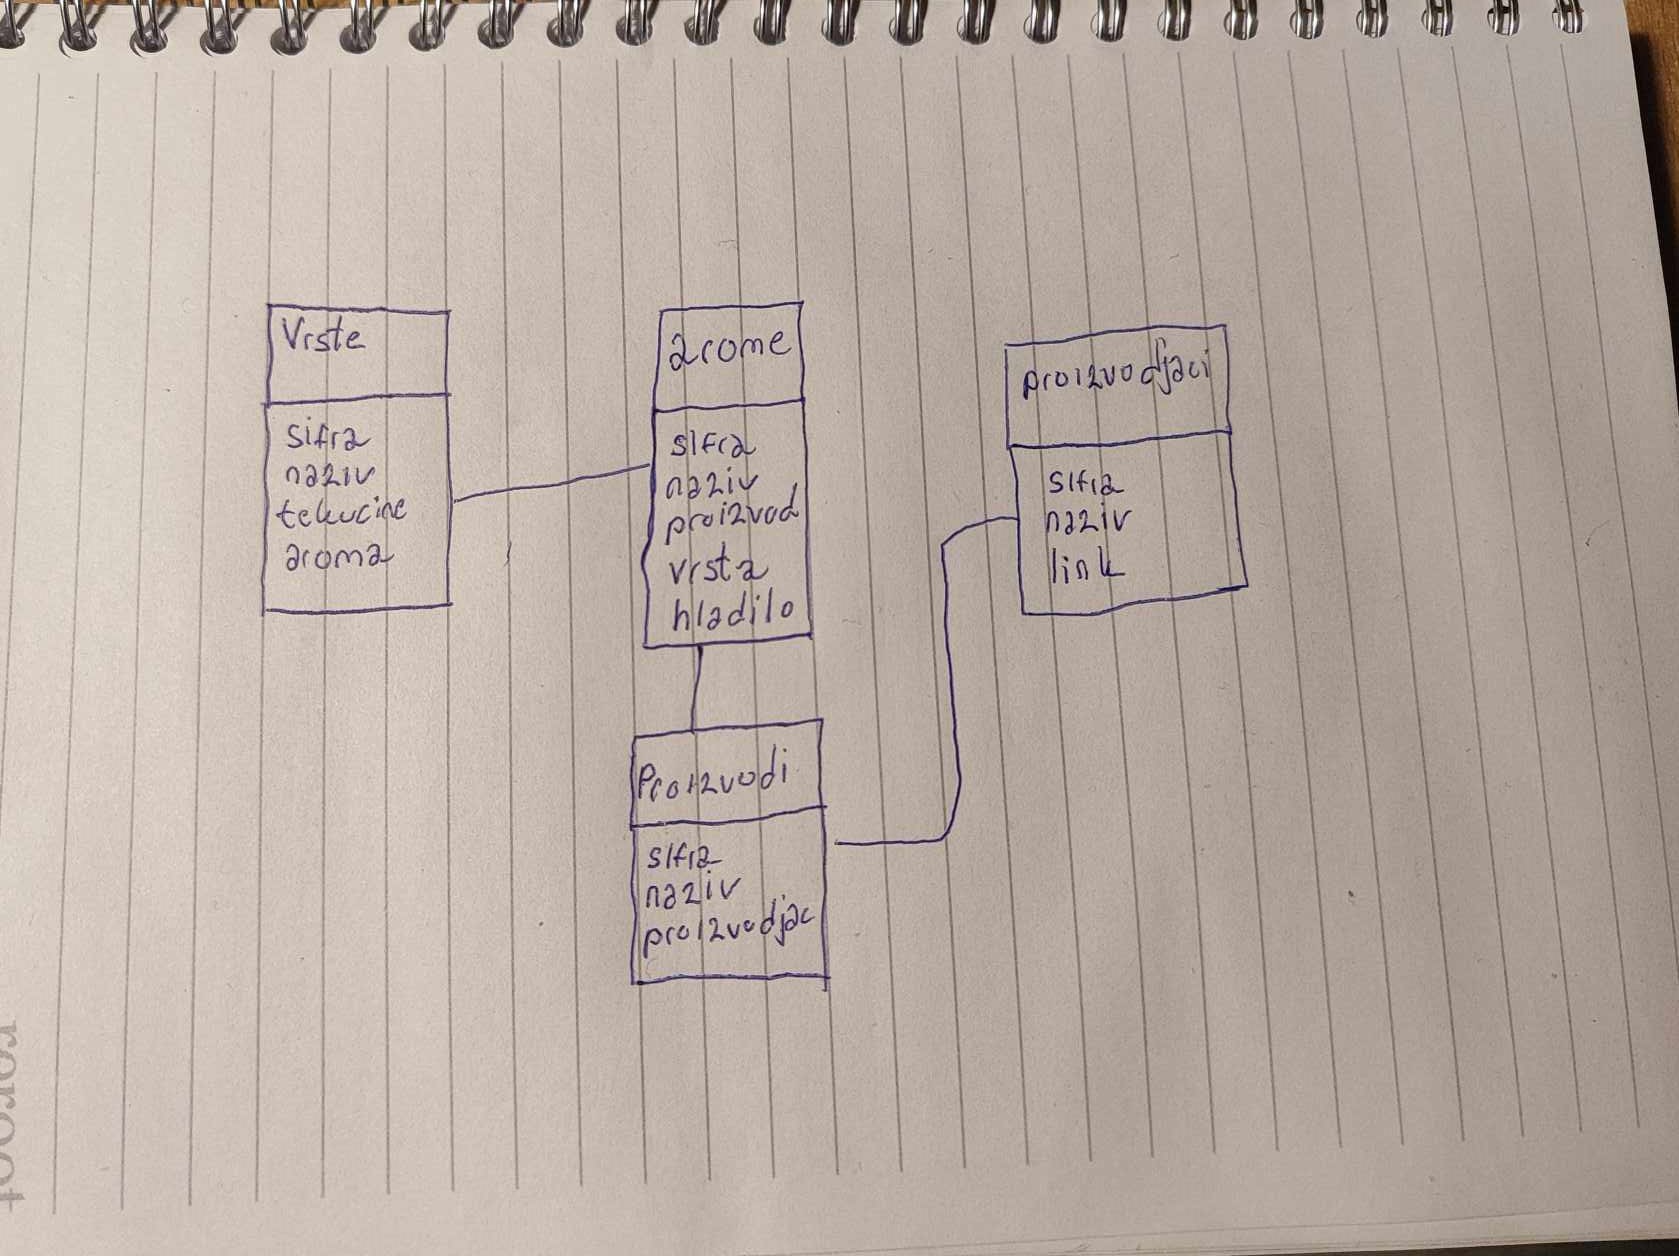 Vrste
sifra
naziv
tekucine
aroma
arome
sifra
naziv
proizvod
vrsta
hladilo
proizvodjaci
sifra
naziv
link
Proizvodi
sifra
naziv
proizvodjac